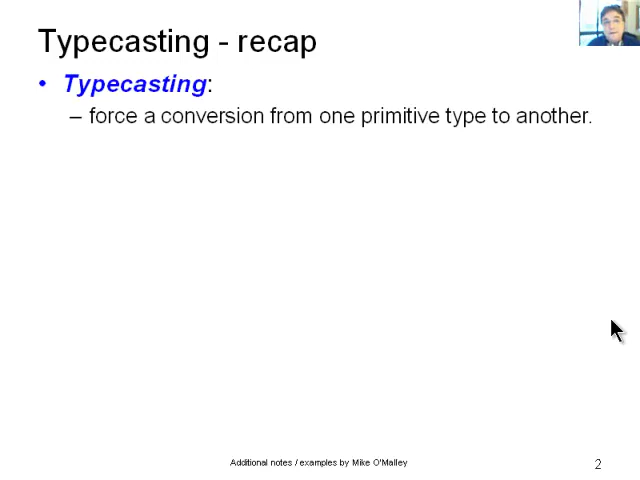 Typecasting - recap
• Typecasting:
– force a conversion from one primitive type to another.
Additional notes / examples by Mike O'Malley
2